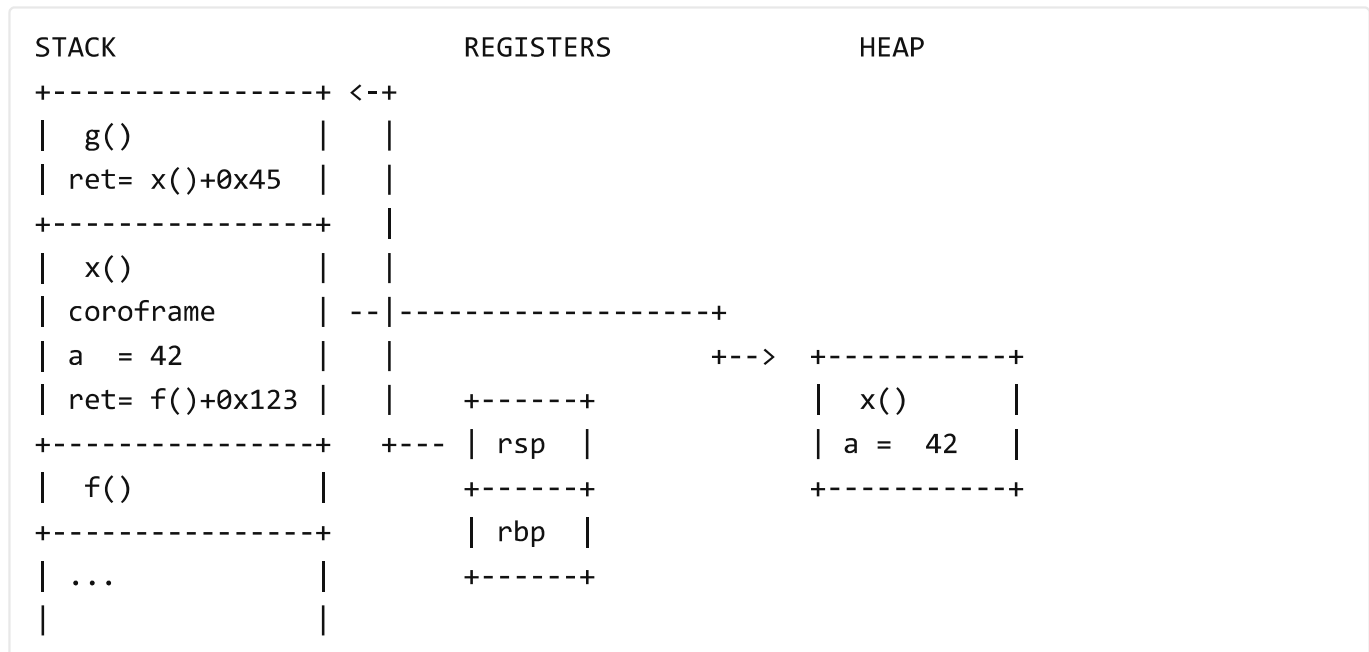 STACK                     REGISTERS               HEAP
+----------------+ <-+
|  g()           |   |
| ret= x()+0x45  |   |
+----------------+   |
|  x()           |   |
| coroframe      | --|-------------------+
| a  = 42        |   |                   +-->  +-----------+
| ret= f()+0x123 |   |    +------+             |  x()      |
+----------------+   +--- | rsp  |             | a =  42   |
|  f()           |        +------+             +-----------+
+----------------+        | rbp  |
| ...            |        +------+
|                |